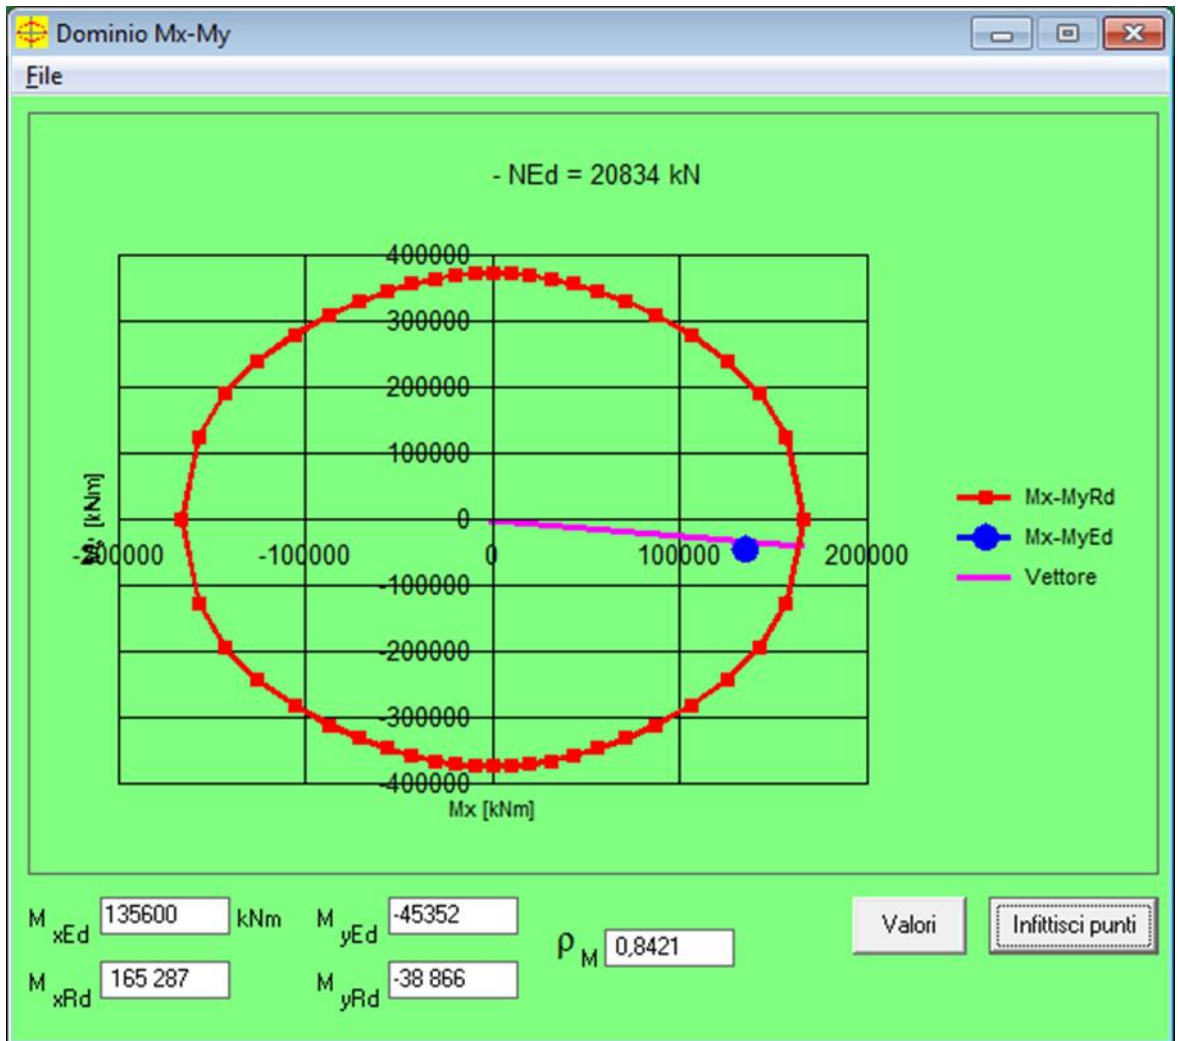 Dominio Mx-My
File
- NEd = 20834 kN
400000
300000
200000
100000
0
-100000
-200000
-300000
-400000
[kNm]
-200000 -100000 0 100000 200000
Mx [kNm]
Mx-MyRd
Mx-MyEd
Vettore
M xEd 135600 kNm M yEd -45352
M xRd 165 287 M yRd -38 866
ρ M 0,8421
Valori Infittisci punti